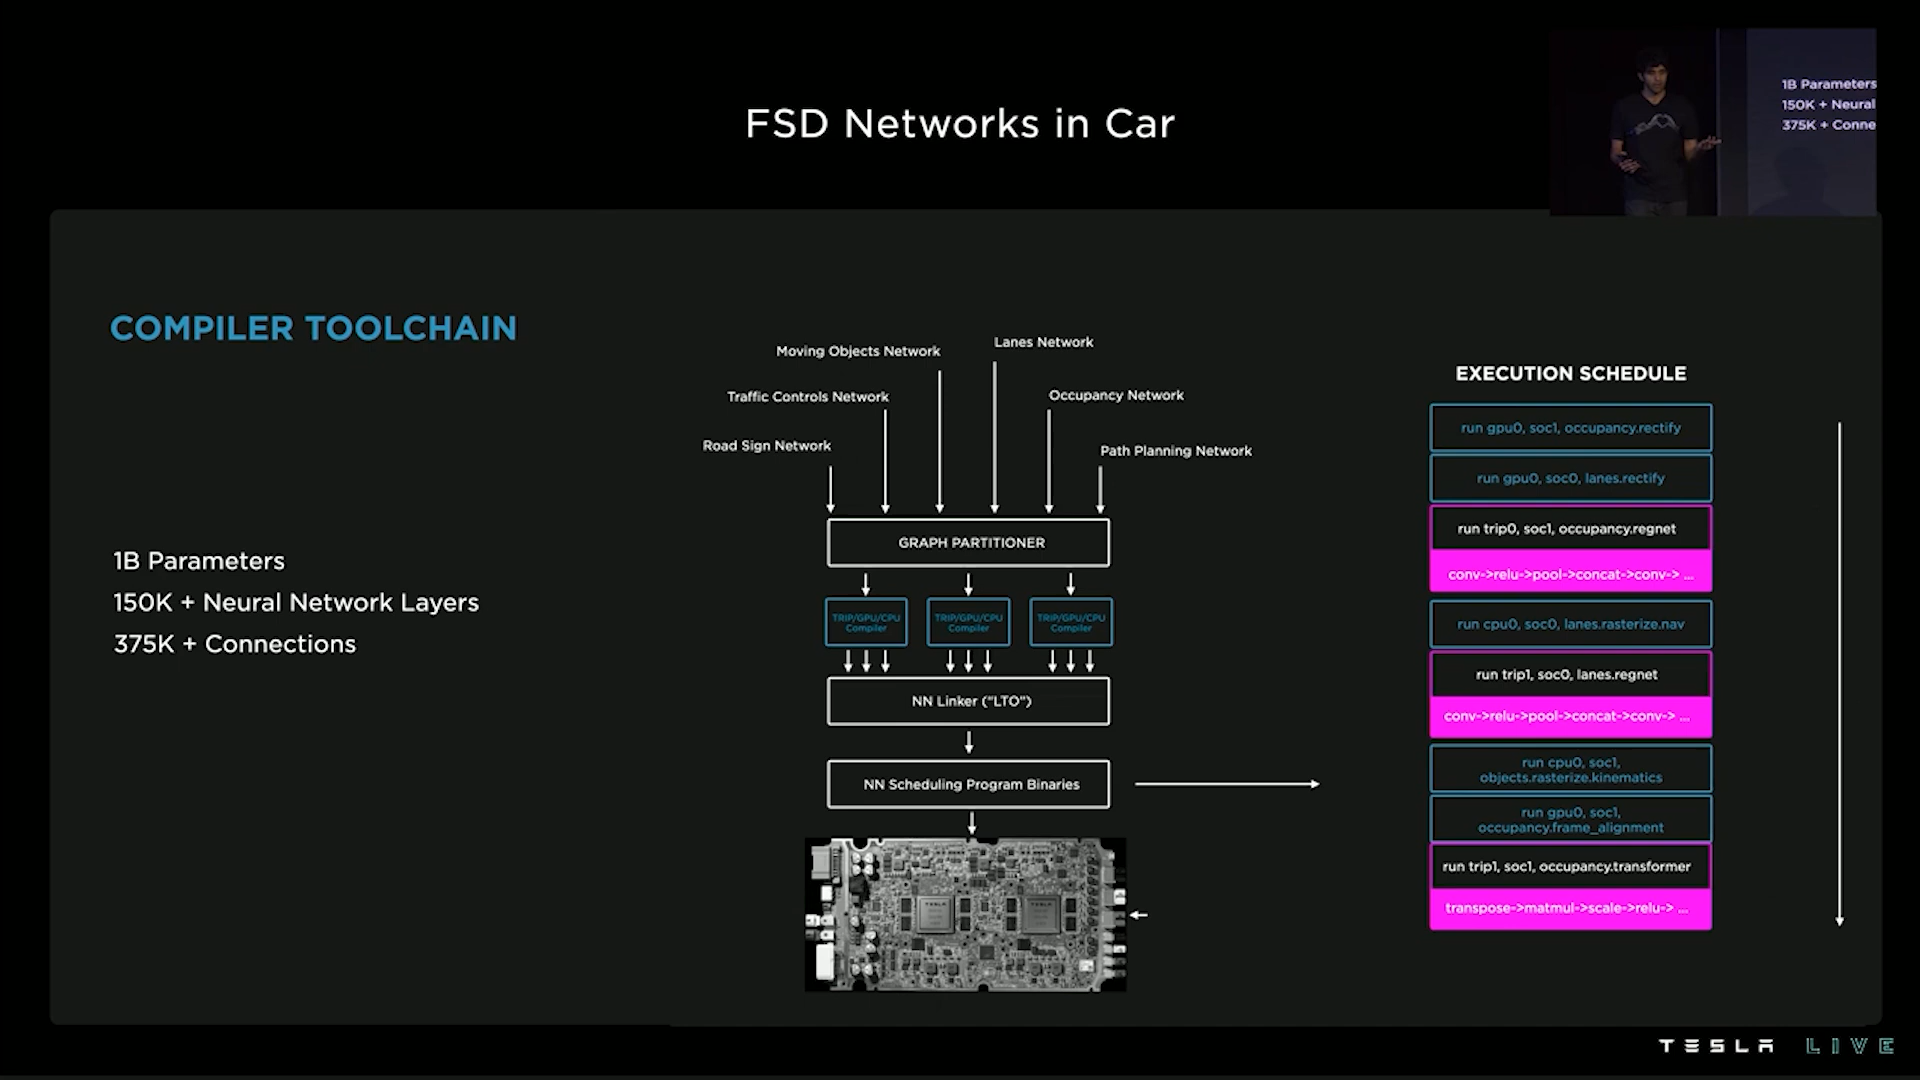 FSD Networks in Car
1B Parameters
150K + Neural
375K + Conne
COMPILER TOOLCHAIN
1B Parameters
150K + Neural Network Layers
375K + Connections
Lanes Network
Moving Objects Network
Occupancy Network
Traffic Controls Network
Road Sign Network
Path Planning Network
GRAPH PARTITIONER
TRIP/GPU/CPU
Compiler
TRIP/GPU/CPU
Compiler
TRIP/GPU/CPU
Compiler
NN Linker ("LTO")
NN Scheduling Program Binaries
TESLA
TESLA
EXECUTION SCHEDULE
run gpu0, soc1, occupancy.rectify
run gpu0, soc0, lanes.rectify
run trip0, soc1, occupancy.regnet
conv->relu->pool->concat->conv-> ...
run cpu0, soc0, lanes.rasterize.nav
run trip1, soc0, lanes.regnet
conv->relu->pool->concat->conv-> ...
run cpu0, soc1,
objects.rasterize.kinematics
run gpu0, soc1,
occupancy.frame_alignment
run trip1, soc1, occupancy.transformer
transpose->matmul->scale->relu-> ...
TESLA LIVE